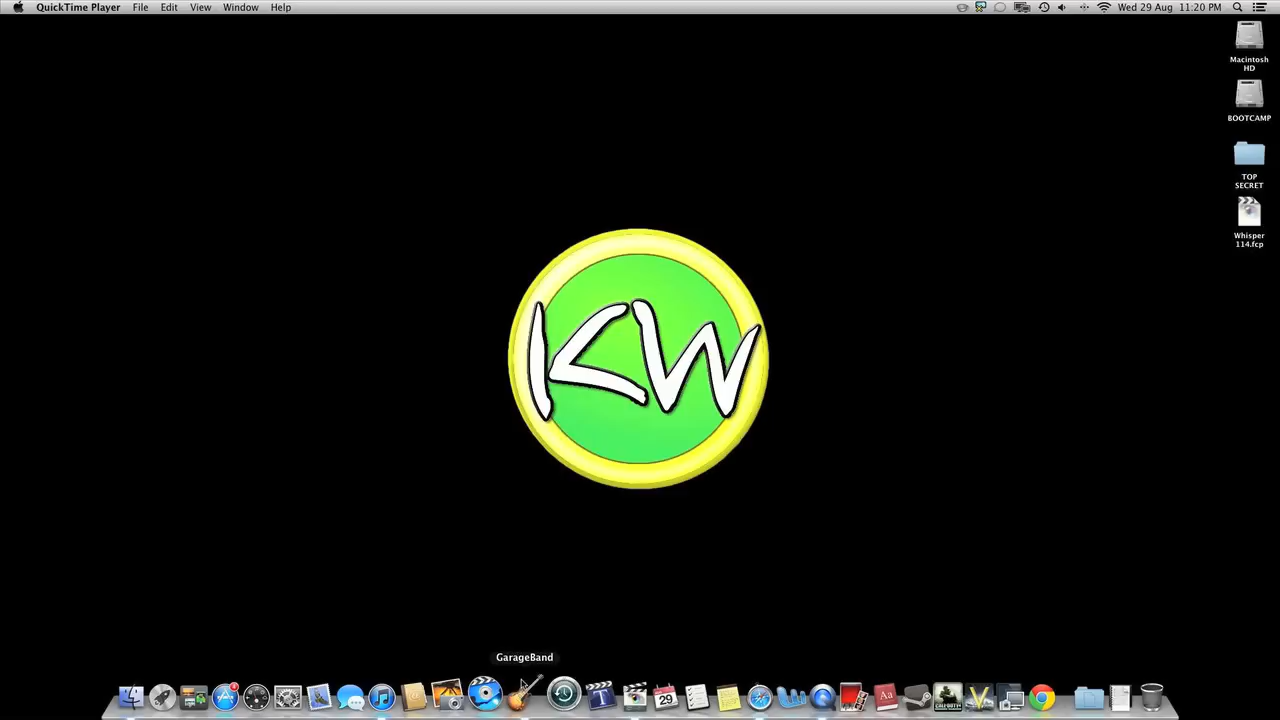 QuickTime Player File Edit View Window Help Wed 29 Aug 11:20 PM
Macintosh
HD
BOOTCAMP
TOP
SECRET
Whisper
114.fcp
KW
GarageBand
29
Aa